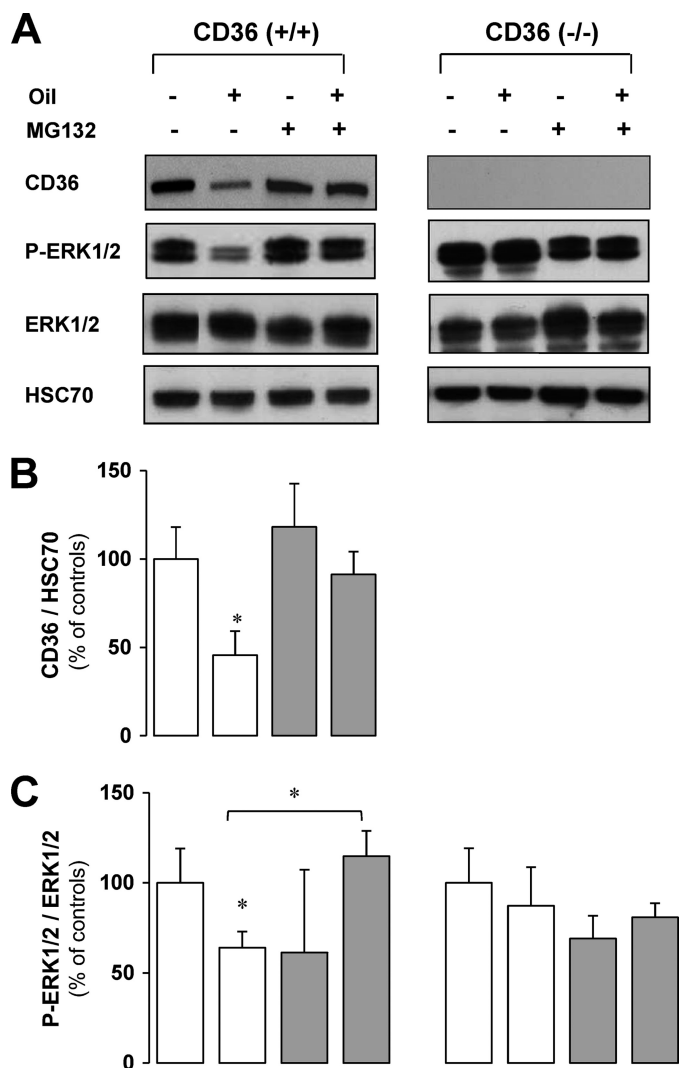 A
CD36 (+/+) CD36 (-/-)
Oil - + - + - + - +
MG132 - - + + - - + +
CD36
P-ERK1/2
ERK1/2
HSC70
B
CD36 / HSC70
(% of controls)
150
100
50
0
*
C
P-ERK1/2 / ERK1/2
(% of controls)
150
100
50
0
*
*